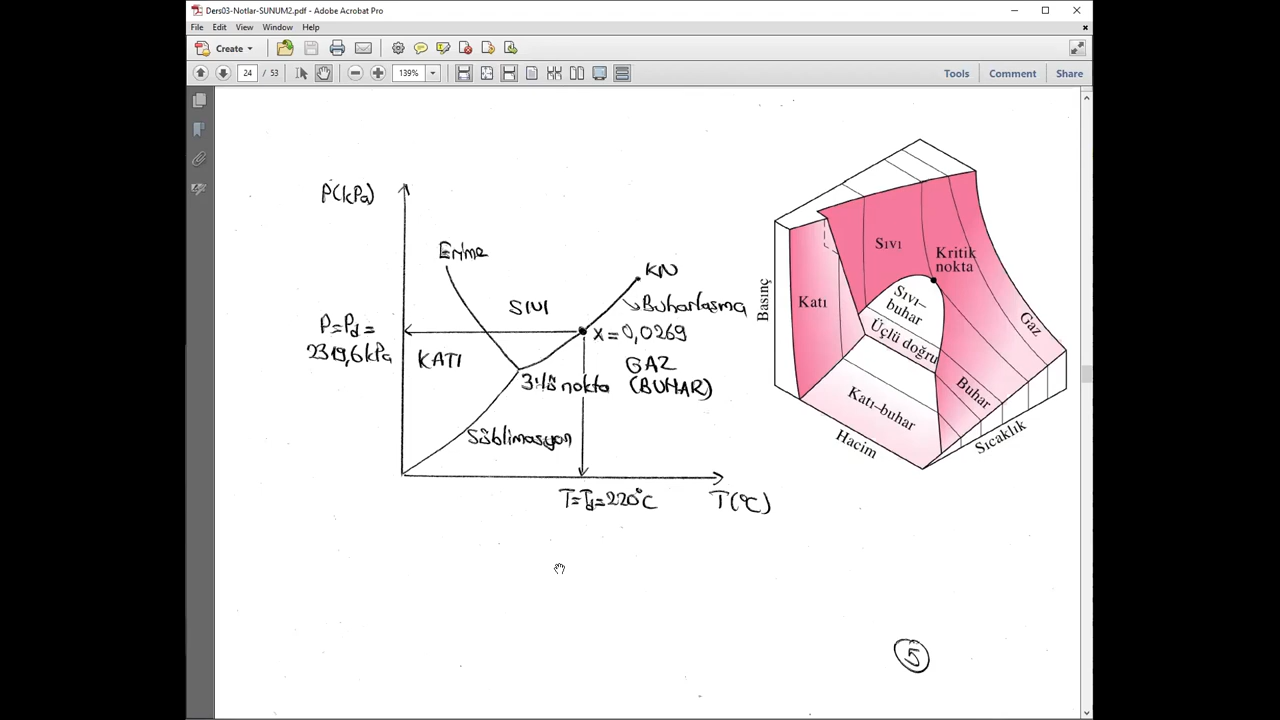 Ders03-Notlar-SUNUM2.pdf - Adobe Acrobat Pro
File Edit View Window Help
Create
24 / 53
139%
Tools Comment Share
P(kPa)
Erime
KN
SIVI
Buharlaşma
P=Pd=
2319,6kPa
x=0,0269
KATI
GAZ
(BUHAR)
3'lü nokta
Süblimasyon
T=Td=220°C
T(°C)
Basınç
Sıvı
Kritik
nokta
Katı
Sıvı–
buhar
Gaz
Üçlü doğru
Buhar
Katı–buhar
Hacim
Sıcaklık
5